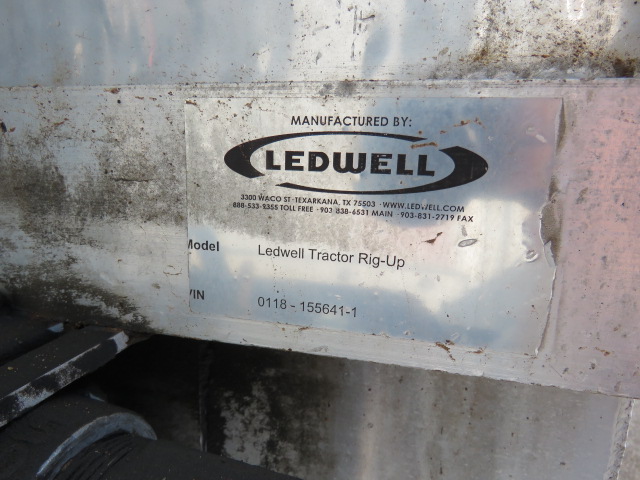 MANUFACTURED BY:
LEDWELL
3300 WACO ST · TEXARKANA, TX 75503 · WWW.LEDWELL.COM
888-533-9355 TOLL FREE · 903 838-6531 MAIN · 903-831-2719 FAX
Model Ledwell Tractor Rig-Up
VIN 0118 - 155641-1